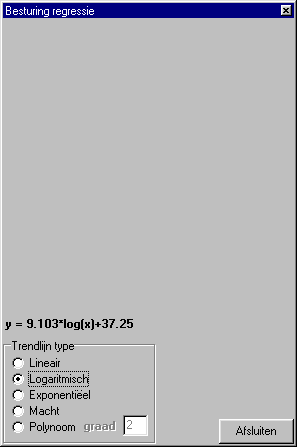 Besturing regressie
y = 9.103*log(x)+37.25
Trendlijn type
Lineair
Logaritmisch
Exponentiëel
Macht
Polynoom graad 2
Afsluiten